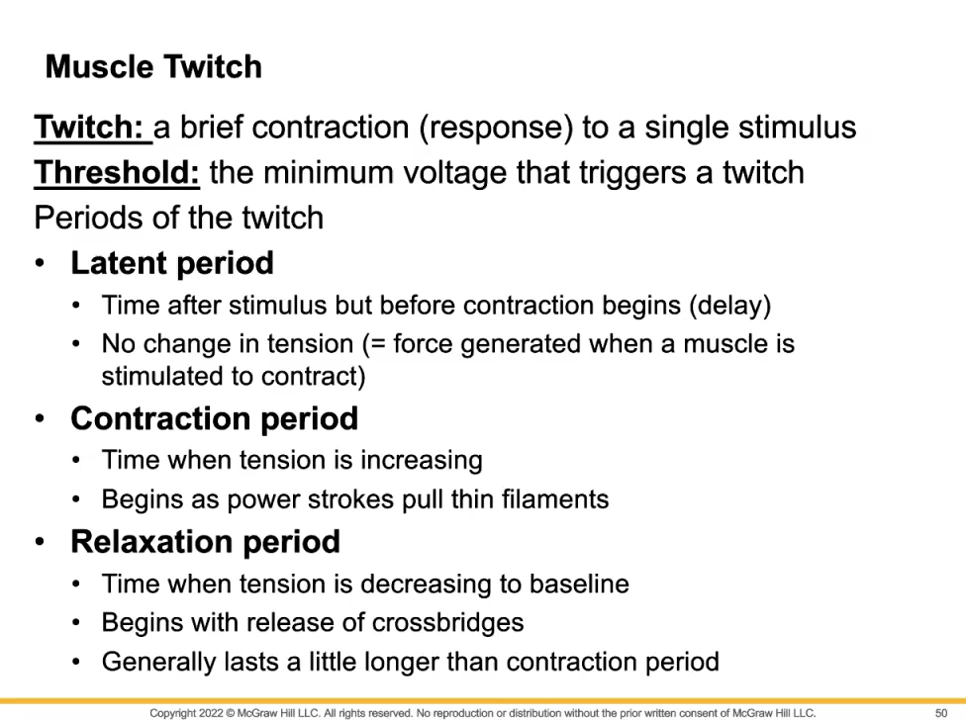 Muscle Twitch
Twitch: a brief contraction (response) to a single stimulus
Threshold: the minimum voltage that triggers a twitch
Periods of the twitch
• Latent period
• Time after stimulus but before contraction begins (delay)
• No change in tension (= force generated when a muscle is
stimulated to contract)
• Contraction period
• Time when tension is increasing
• Begins as power strokes pull thin filaments
• Relaxation period
• Time when tension is decreasing to baseline
• Begins with release of crossbridges
• Generally lasts a little longer than contraction period
Copyright 2022 © McGraw Hill LLC. All rights reserved. No reproduction or distribution without the prior written consent of McGraw Hill LLC. 50